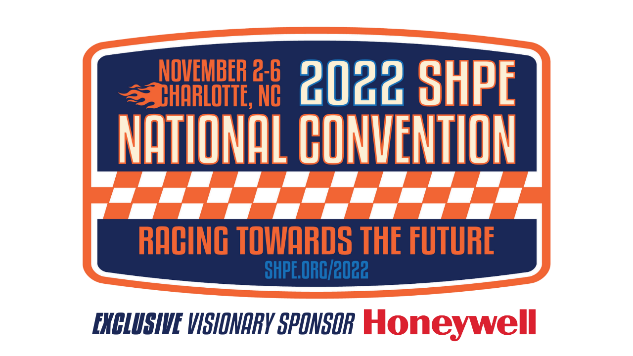 NOVEMBER 2-6
CHARLOTTE, NC
2022 SHPE
NATIONAL CONVENTION
RACING TOWARDS THE FUTURE
SHPE.ORG/2022
EXCLUSIVE VISIONARY SPONSOR Honeywell